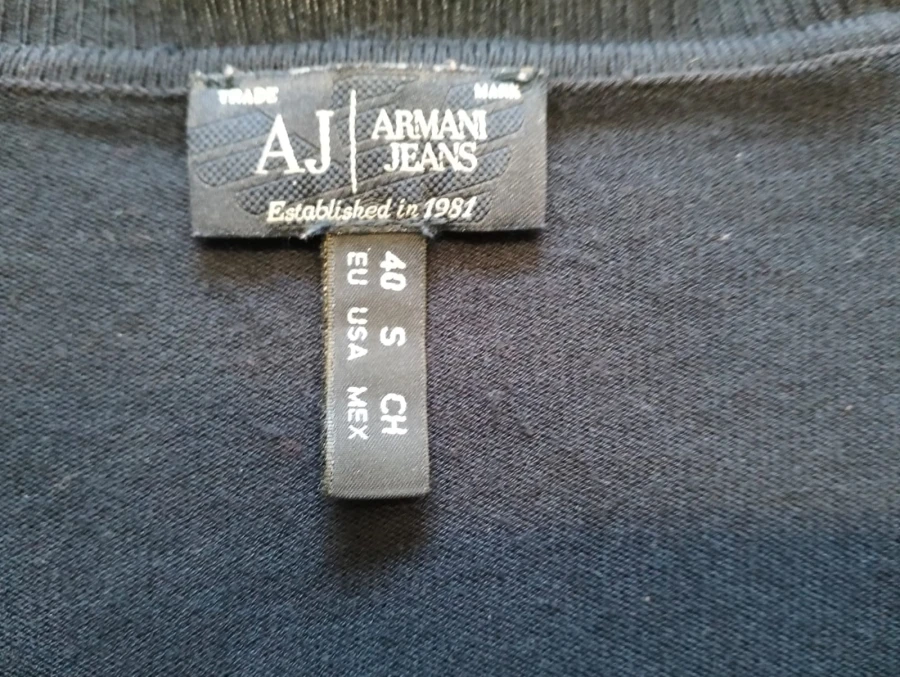 TRADE MARK
AJ ARMANI JEANS
Established in 1981
40 S CH
EU USA MEX